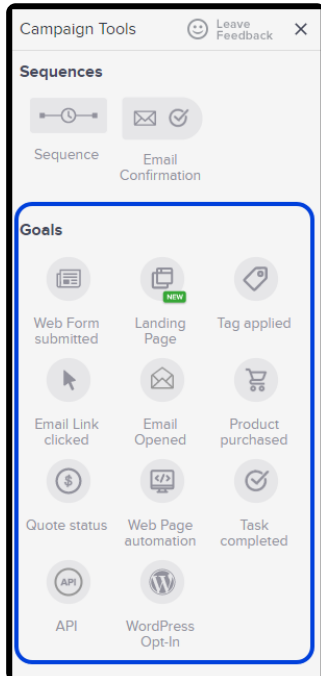 Campaign Tools
Leave
Feedback
Sequences
Sequence
Email
Confirmation
Goals
NEW
Web Form
submitted
Landing
Page
Tag applied
Email Link
clicked
Email
Opened
Product
purchased
$
Quote status
</>
Web Page
automation
Task
completed
API
API
W
WordPress
Opt-In